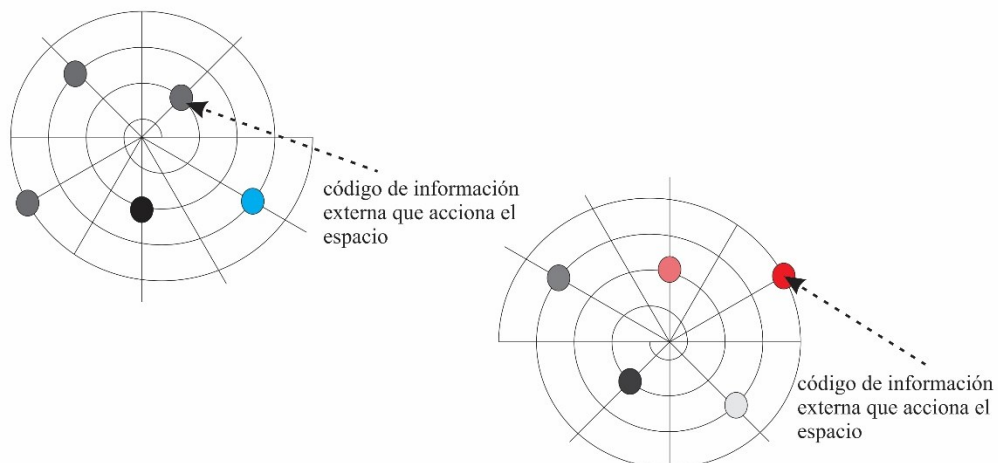 código de información
externa que acciona el
espacio
código de información
externa que acciona el
espacio